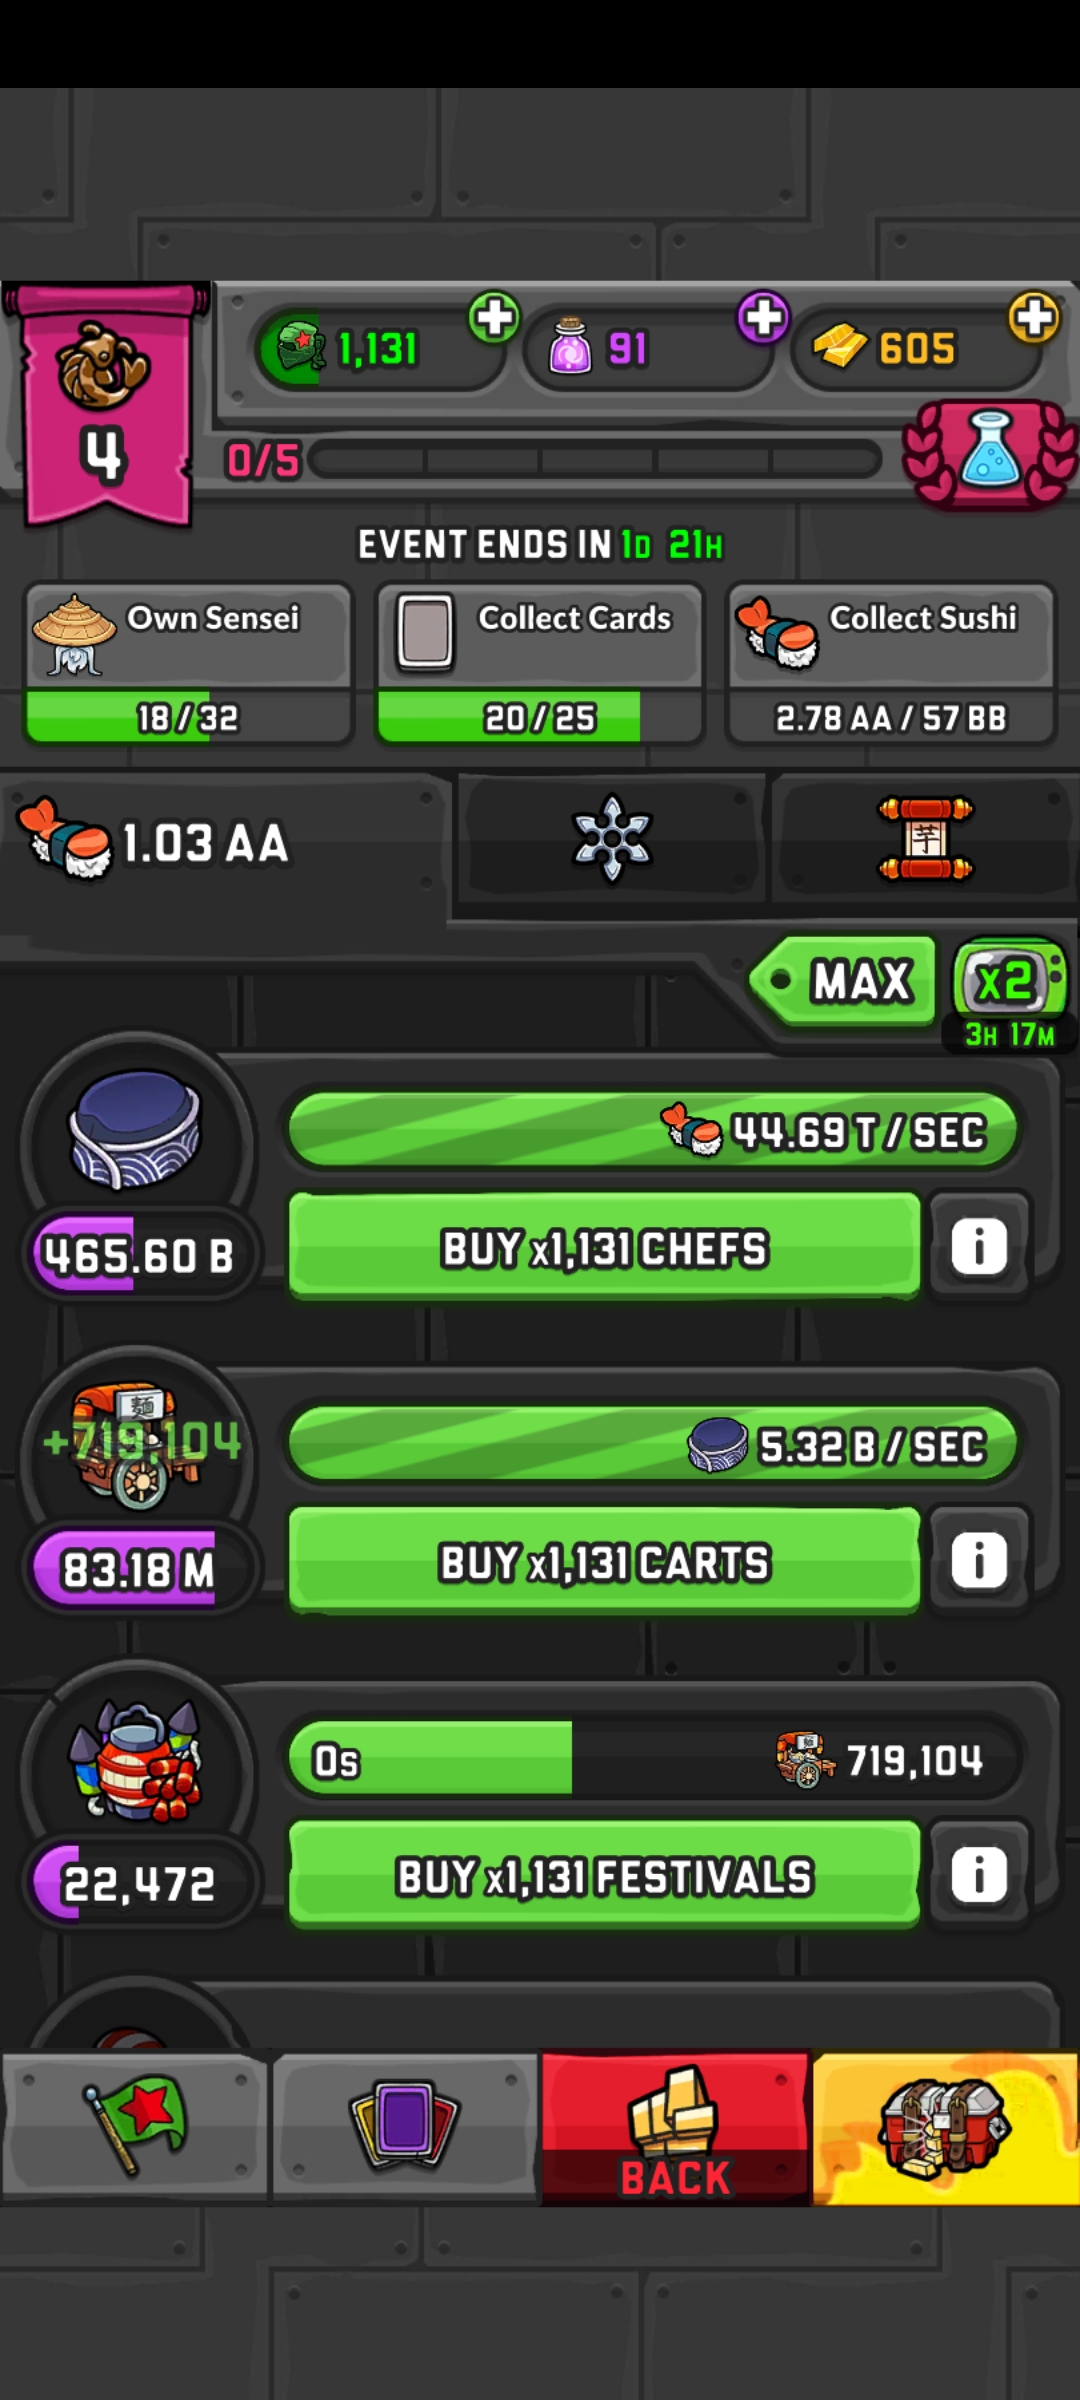 1,131
91
605
4
0/5
EVENT ENDS IN 1D 21H
Own Sensei
Collect Cards
Collect Sushi
18 / 32
20 / 25
2.78 AA / 57 BB
1.03 AA
芋
MAX
x2
3H 17M
44.69 T / SEC
465.60 B
BUY x1,131 CHEFS
i
麺
+719,104
5.32 B / SEC
83.18 M
BUY x1,131 CARTS
i
0s
719,104
22,472
BUY x1,131 FESTIVALS
i
BACK